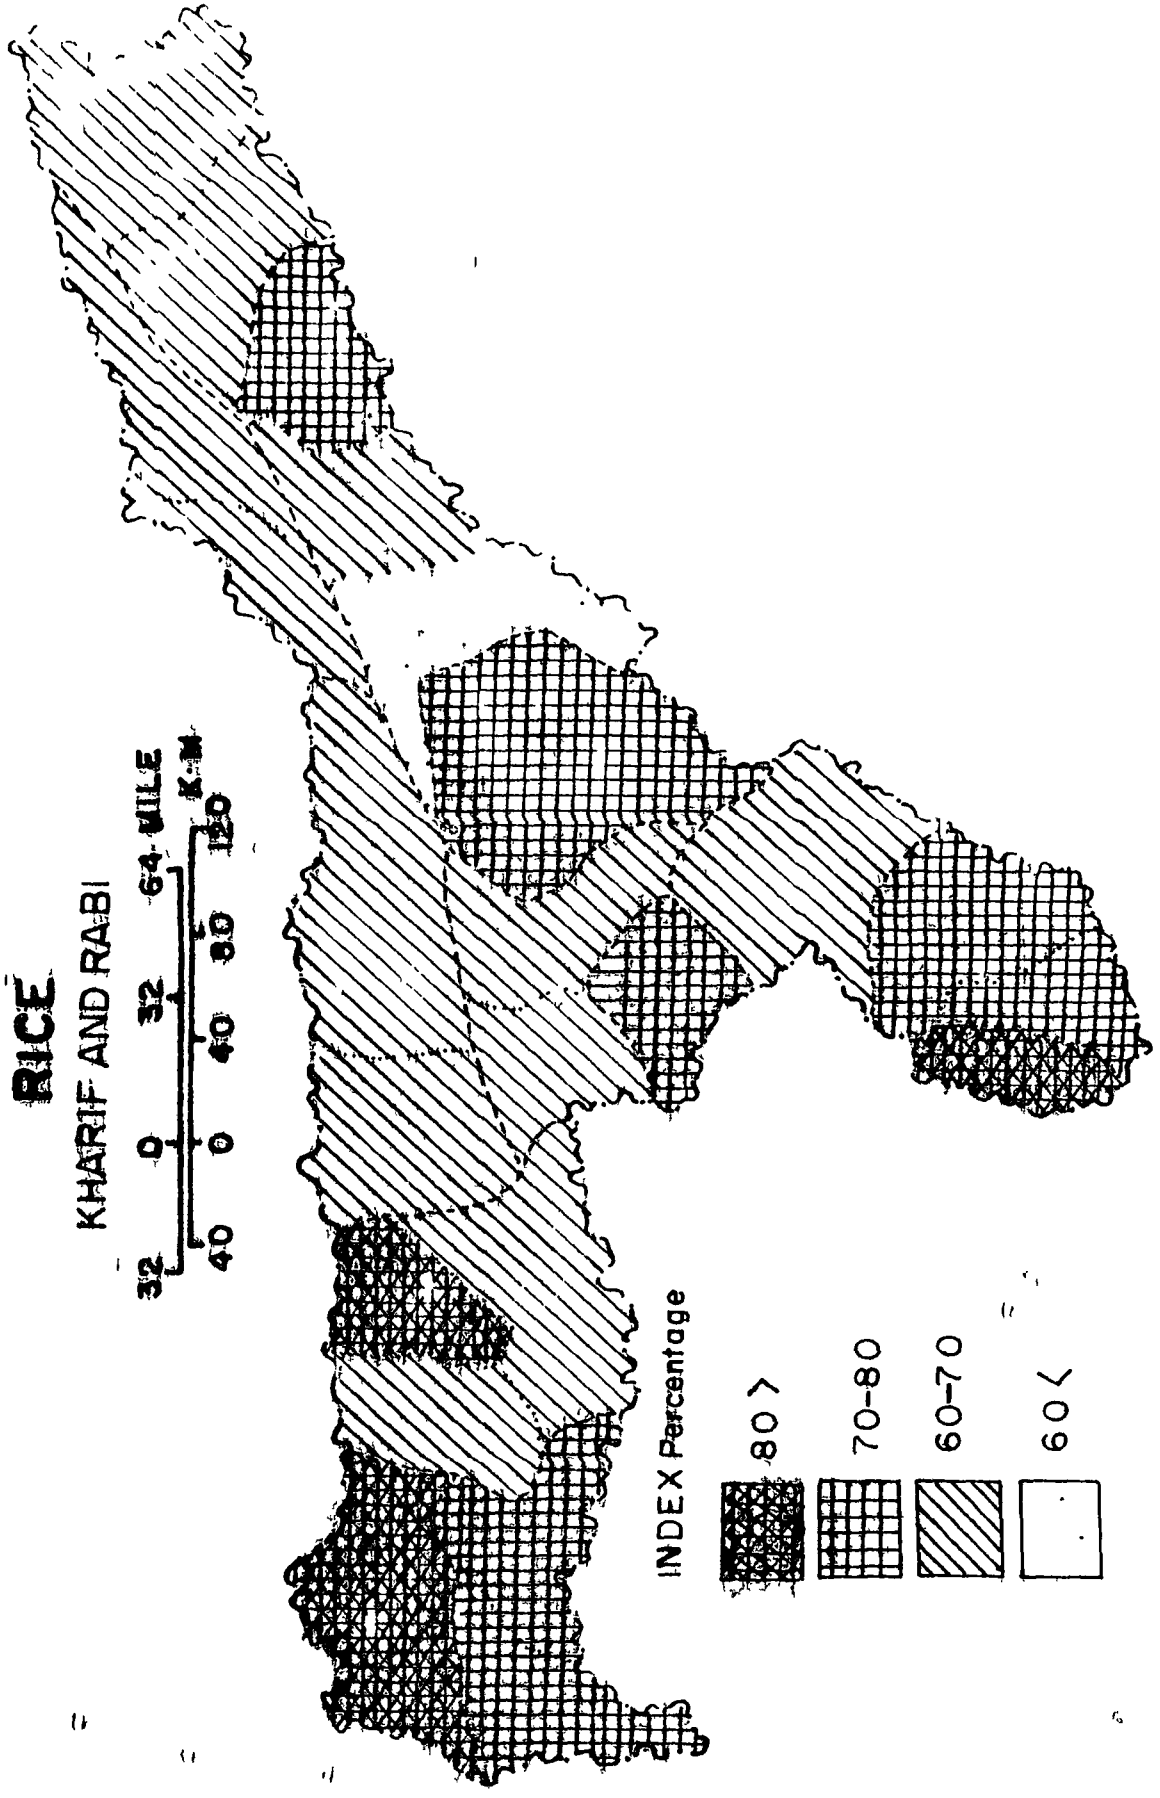 RICE
KHARIF AND RABI
32 0 32 64 MILE
40 0 40 80 120 K.M
INDEX Percentage
80 >
70-80
60-70
60 <